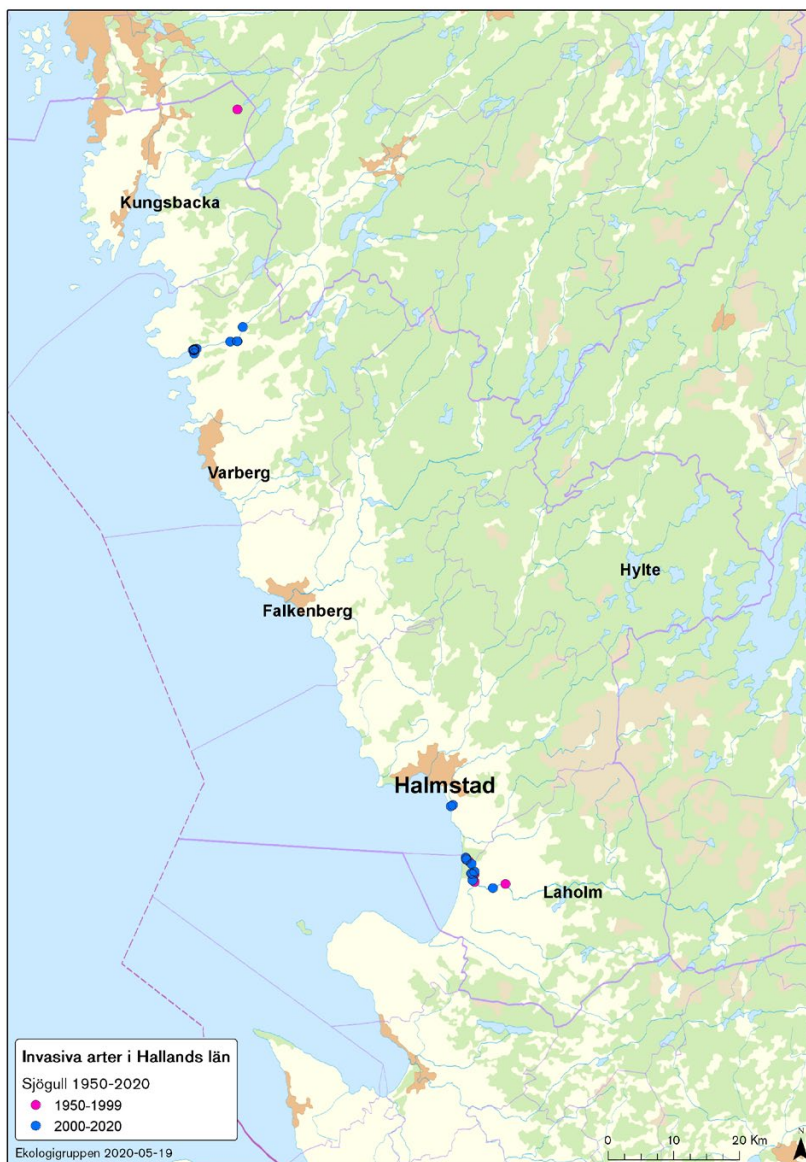 Kungsbacka
Varberg
Hylte
Falkenberg
Halmstad
Laholm
Invasiva arter i Hallands län
Sjögull 1950-2020
1950-1999
2000-2020
Ekologigruppen 2020-05-19
0 10 20 Km
N